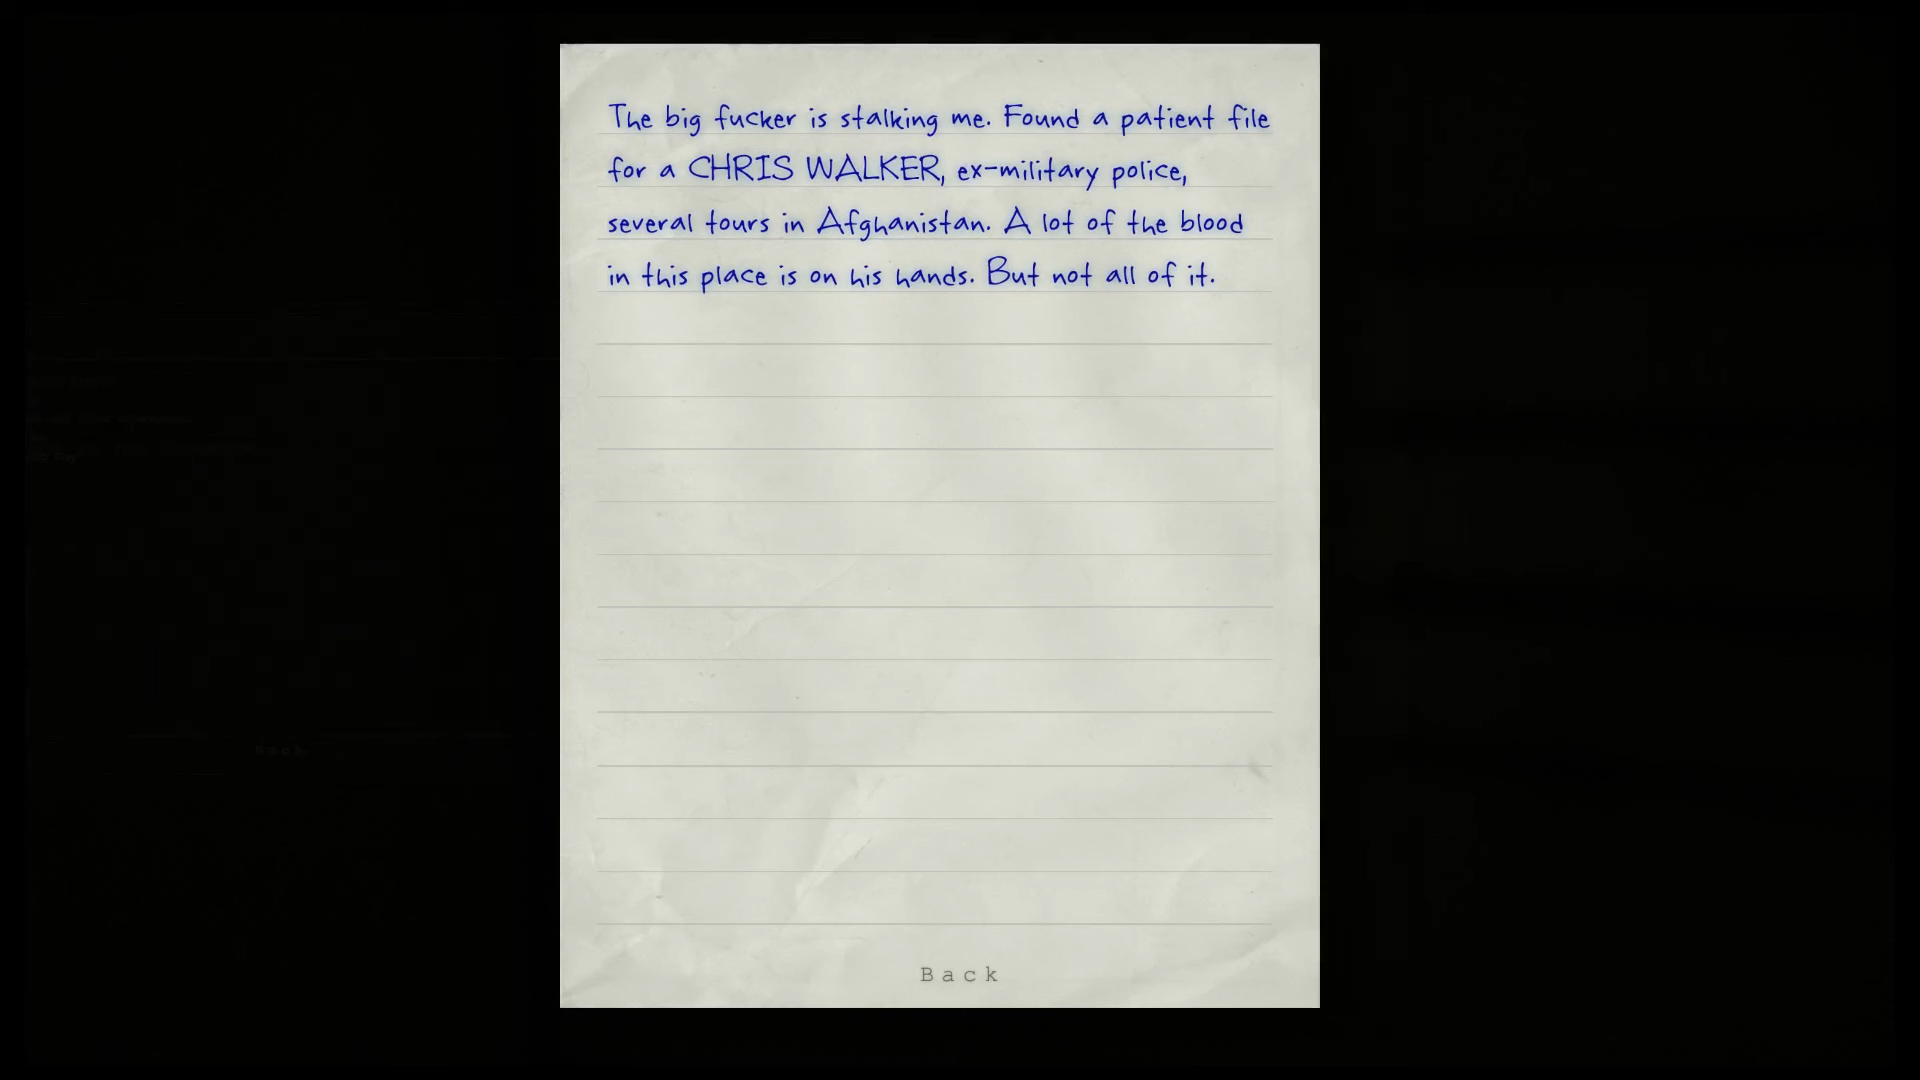 The big fucker is stalking me. Found a patient file
for a CHRIS WALKER, ex-military police,
several tours in Afghanistan. A lot of the blood
in this place is on his hands. But not all of it.
Back